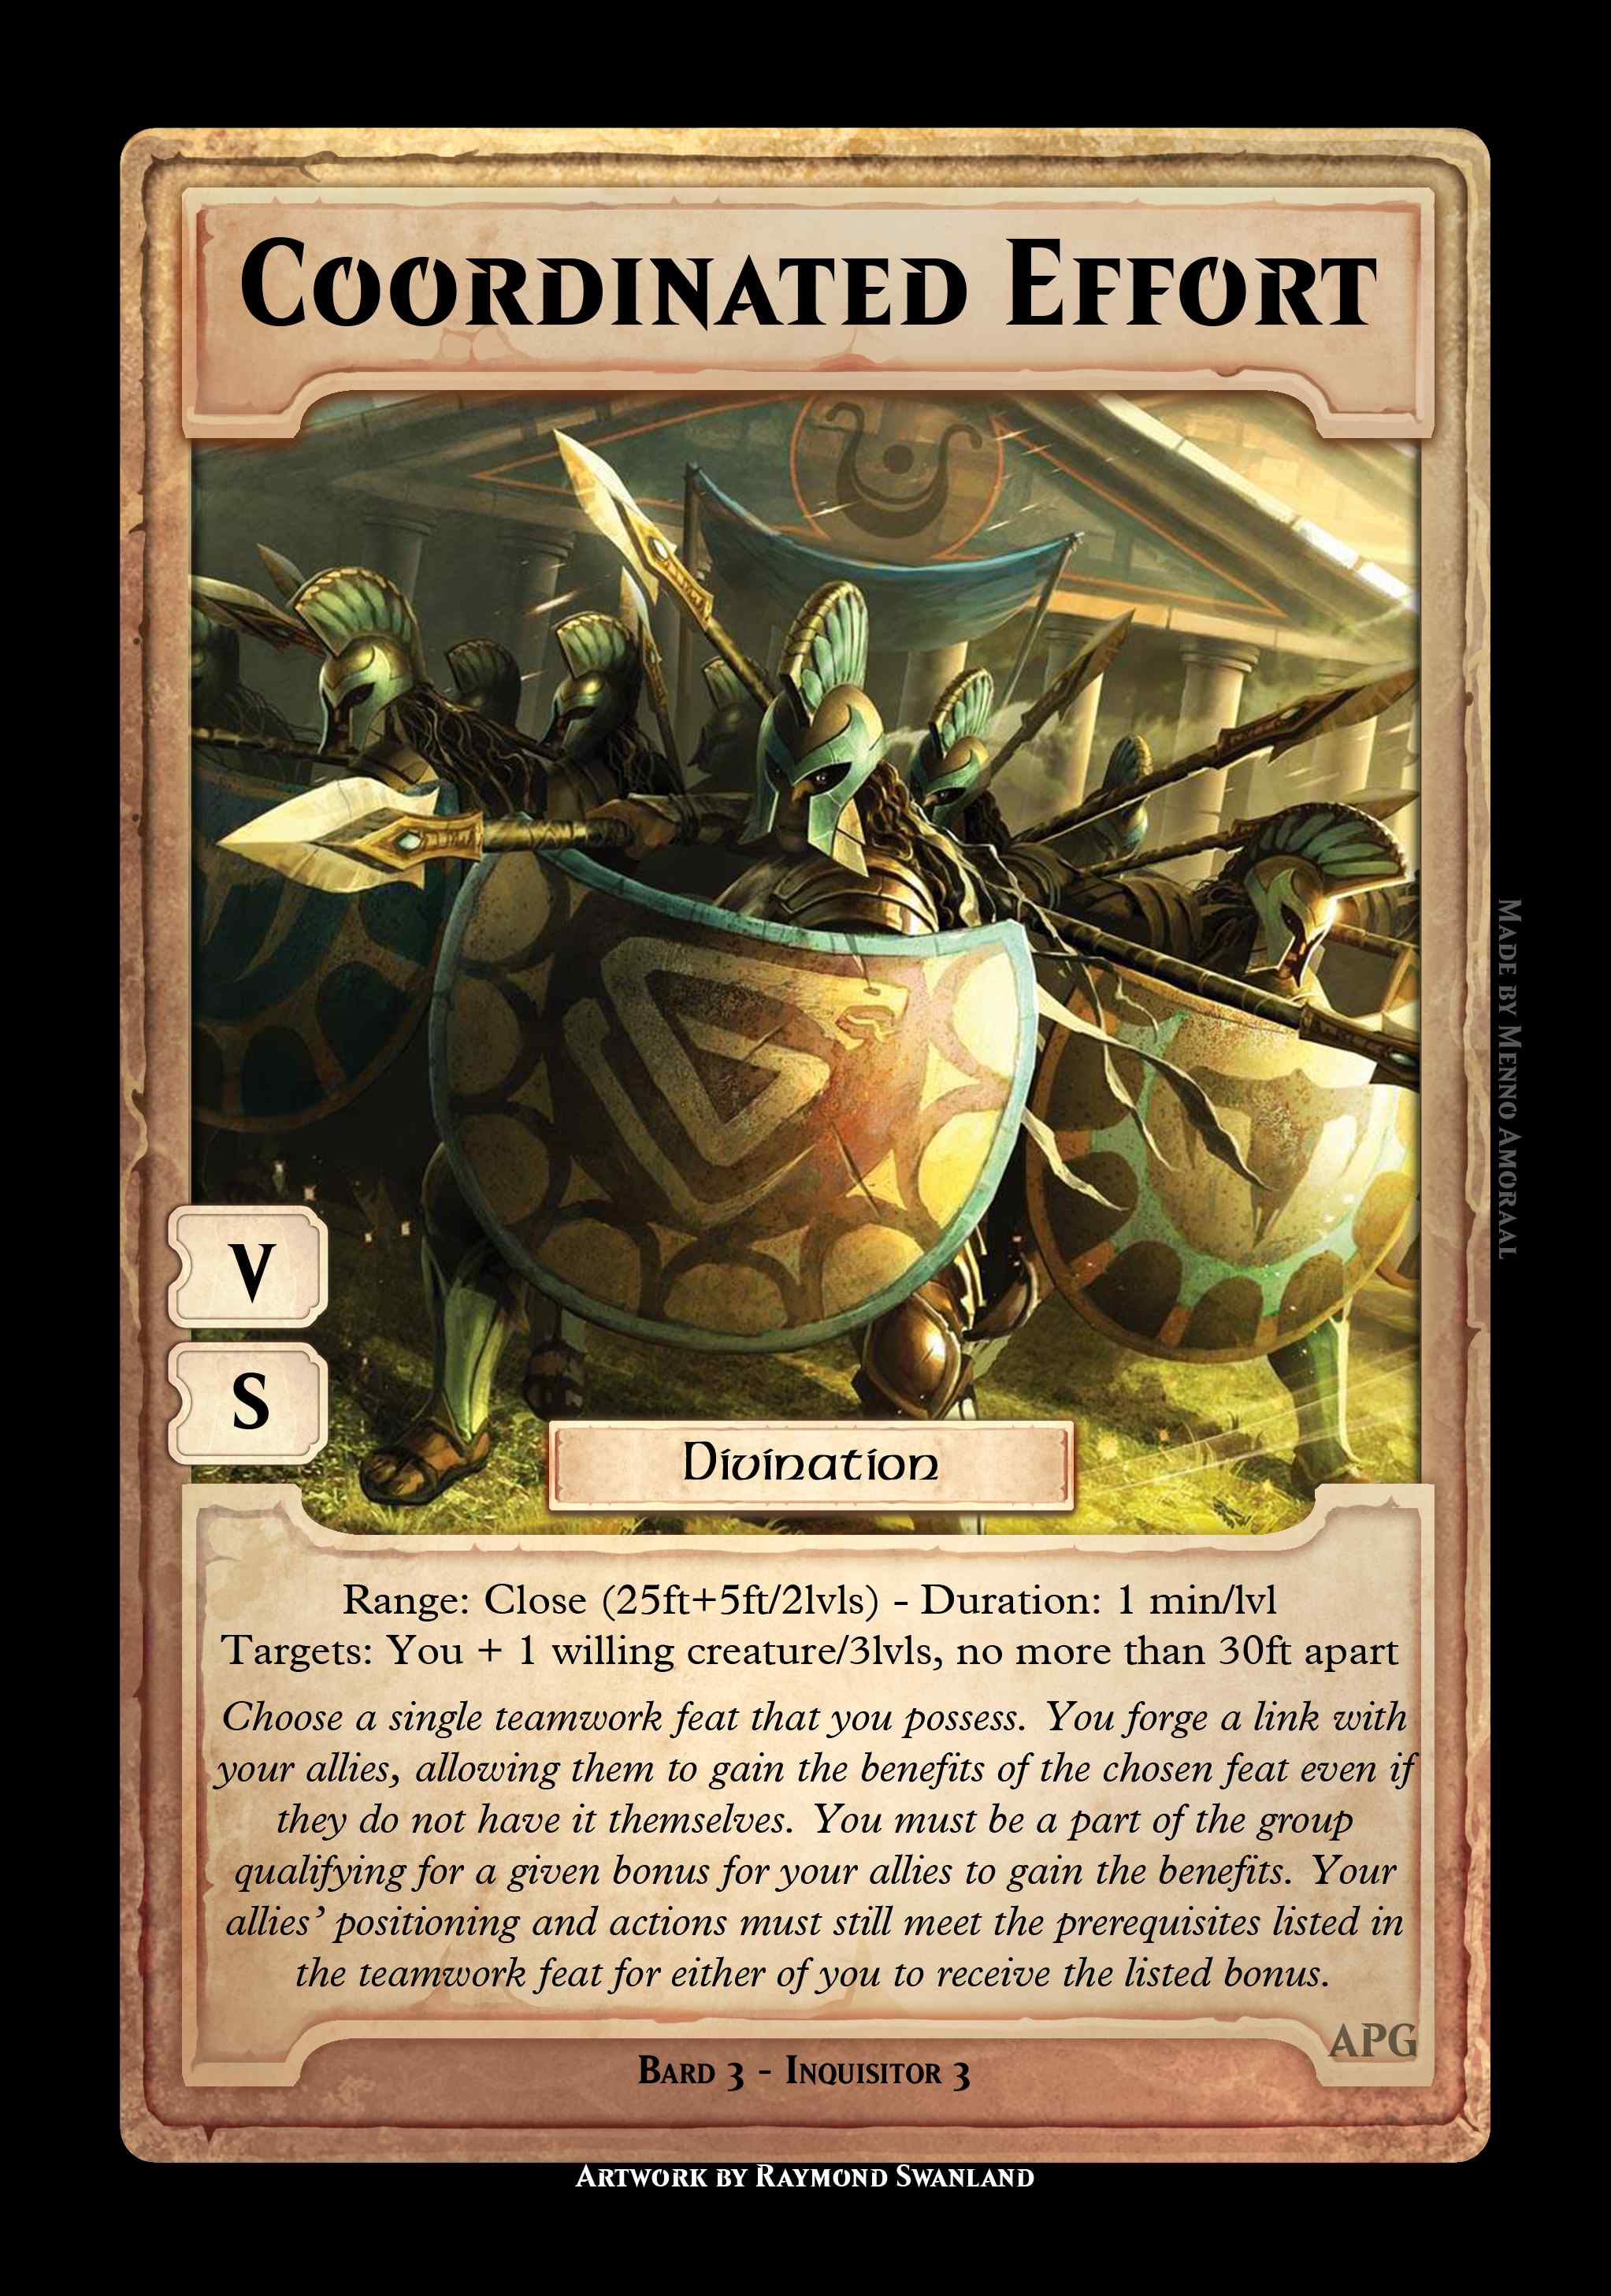 Coordinated Effort
V
S
Divination
Range: Close (25ft+5ft/2lvls) - Duration: 1 min/lvl
Targets: You + 1 willing creature/3lvls, no more than 30ft apart
Choose a single teamwork feat that you possess. You forge a link with
your allies, allowing them to gain the benefits of the chosen feat even if
they do not have it themselves. You must be a part of the group
qualifying for a given bonus for your allies to gain the benefits. Your
allies’ positioning and actions must still meet the prerequisites listed in
the teamwork feat for either of you to receive the listed bonus.
APG
Bard 3 - Inquisitor 3
Artwork by Raymond Swanland
Made by Menno Amoraal